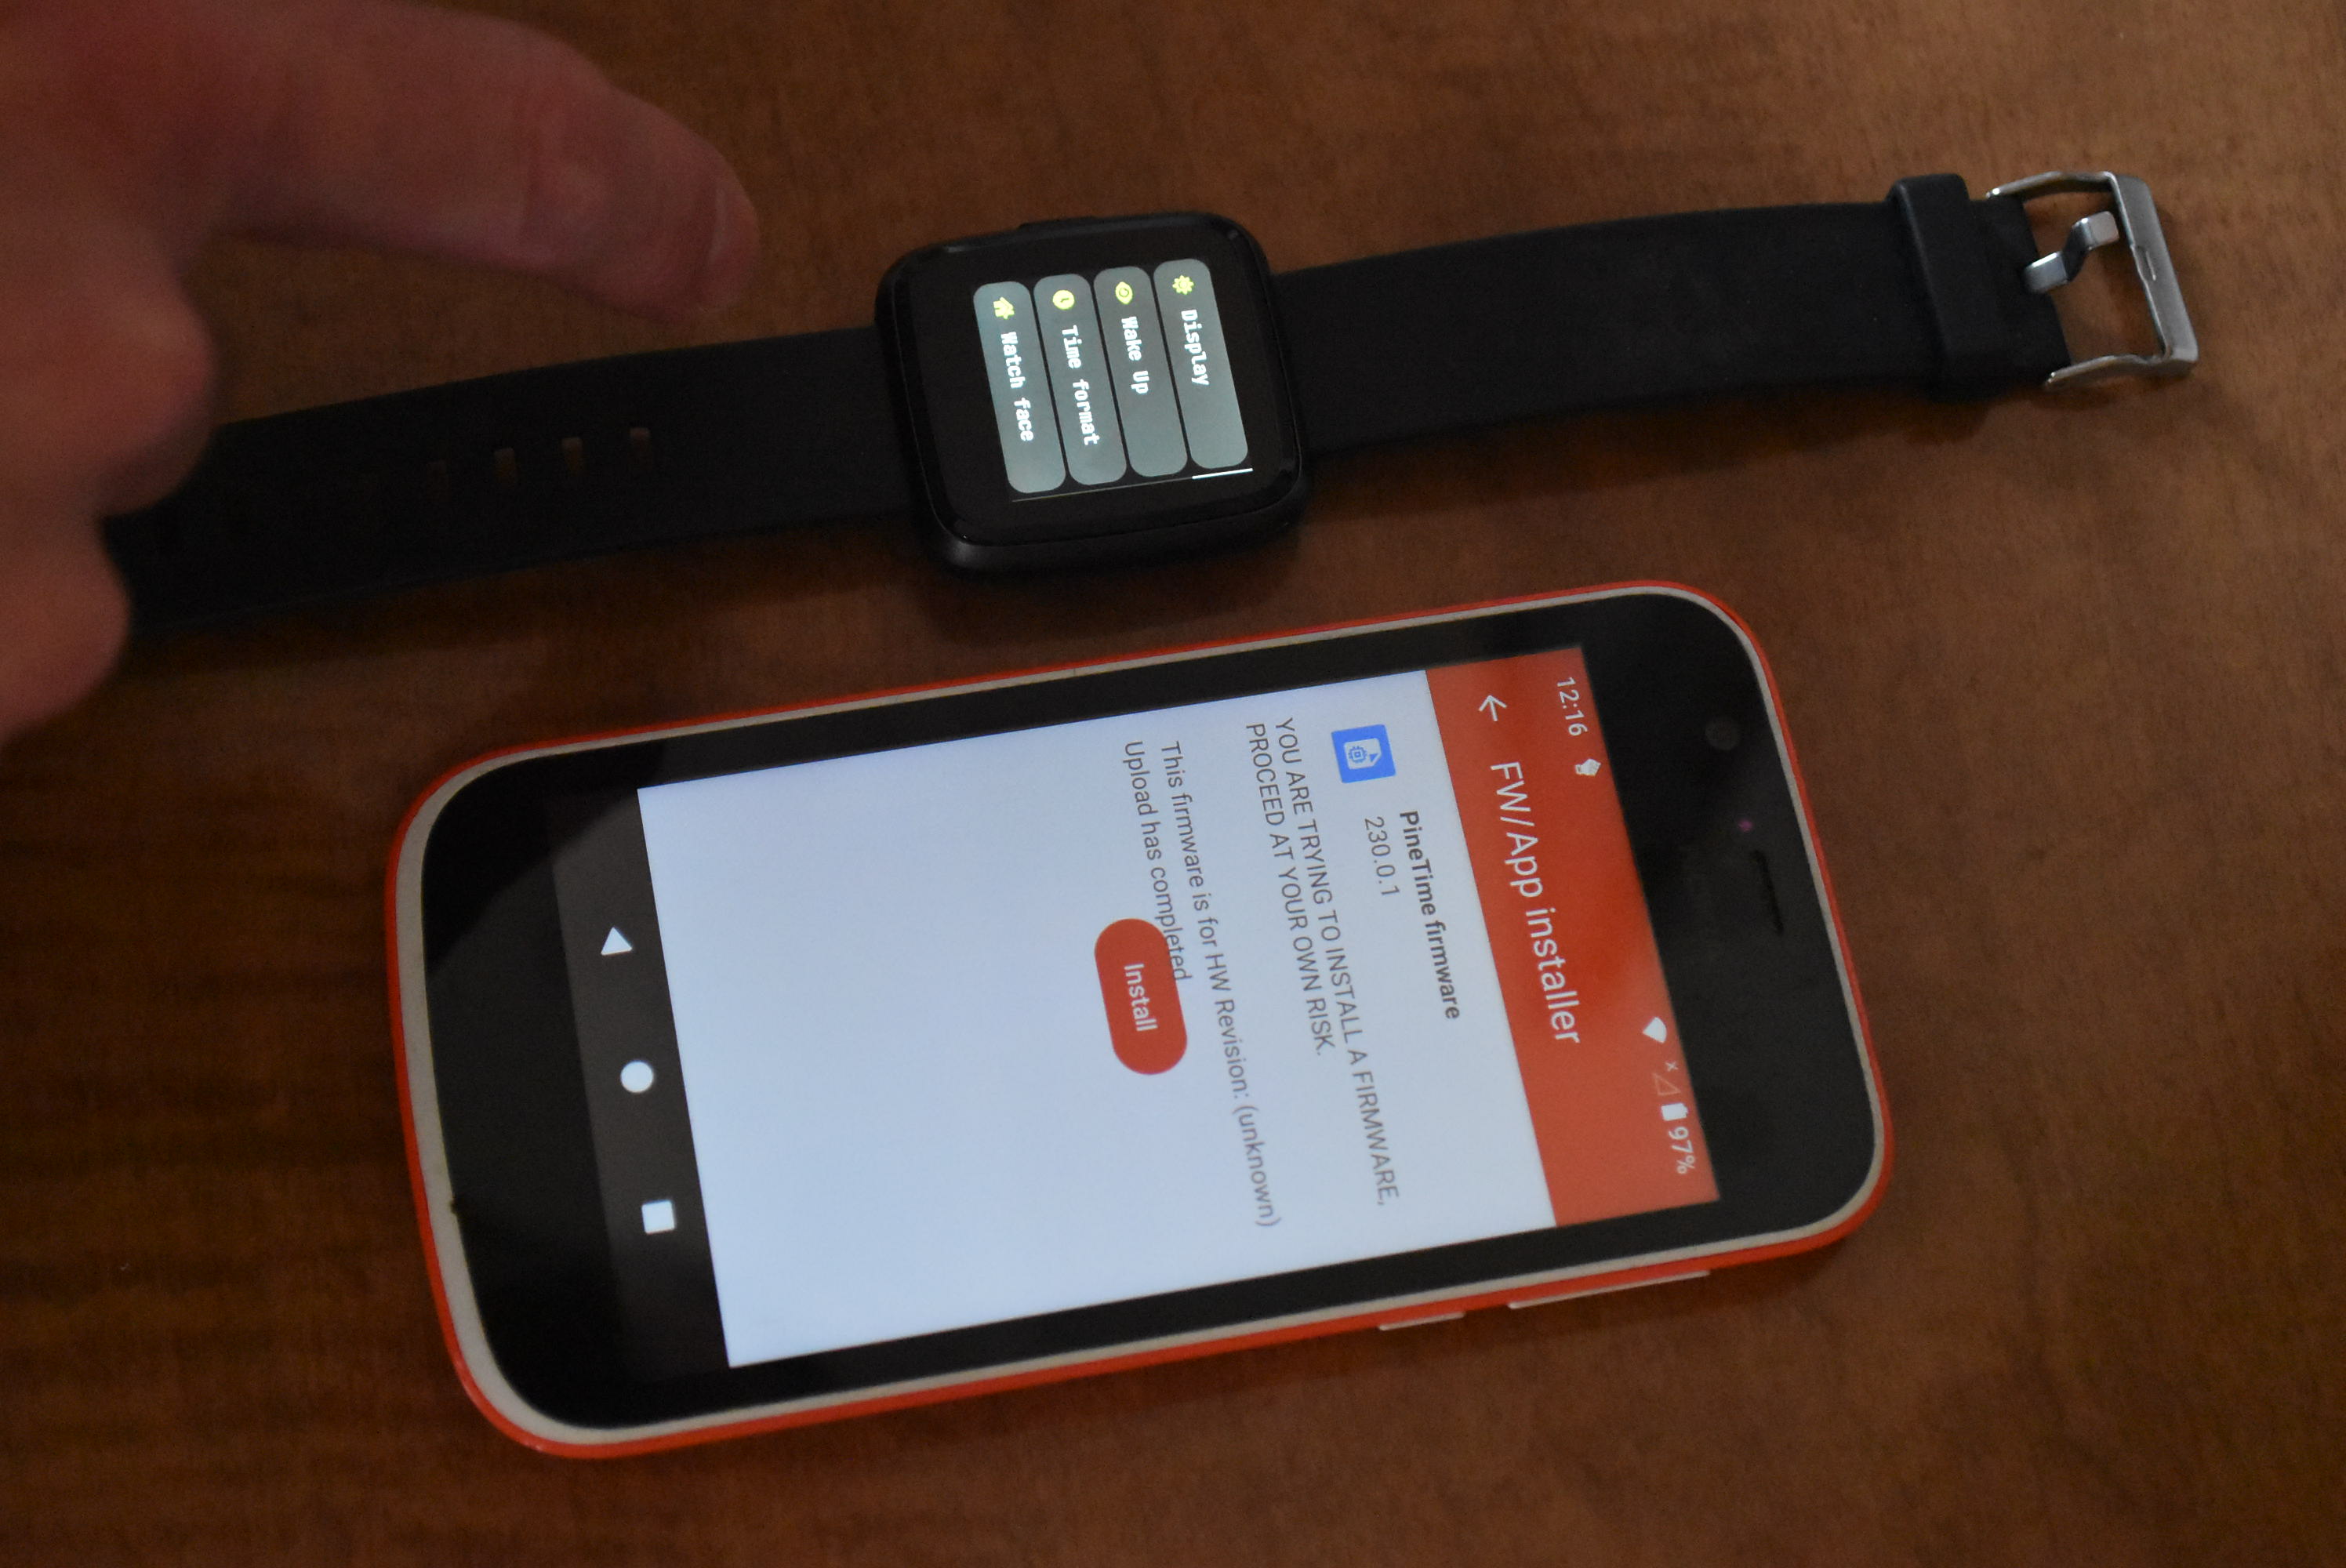 Display
Wake Up
Time format
Watch face
12:16
97%
FW/App installer
PineTime firmware
230.0.1
YOU ARE TRYING TO INSTALL A FIRMWARE,
PROCEED AT YOUR OWN RISK.
This firmware is for HW Revision: (unknown)
Upload has completed
Install